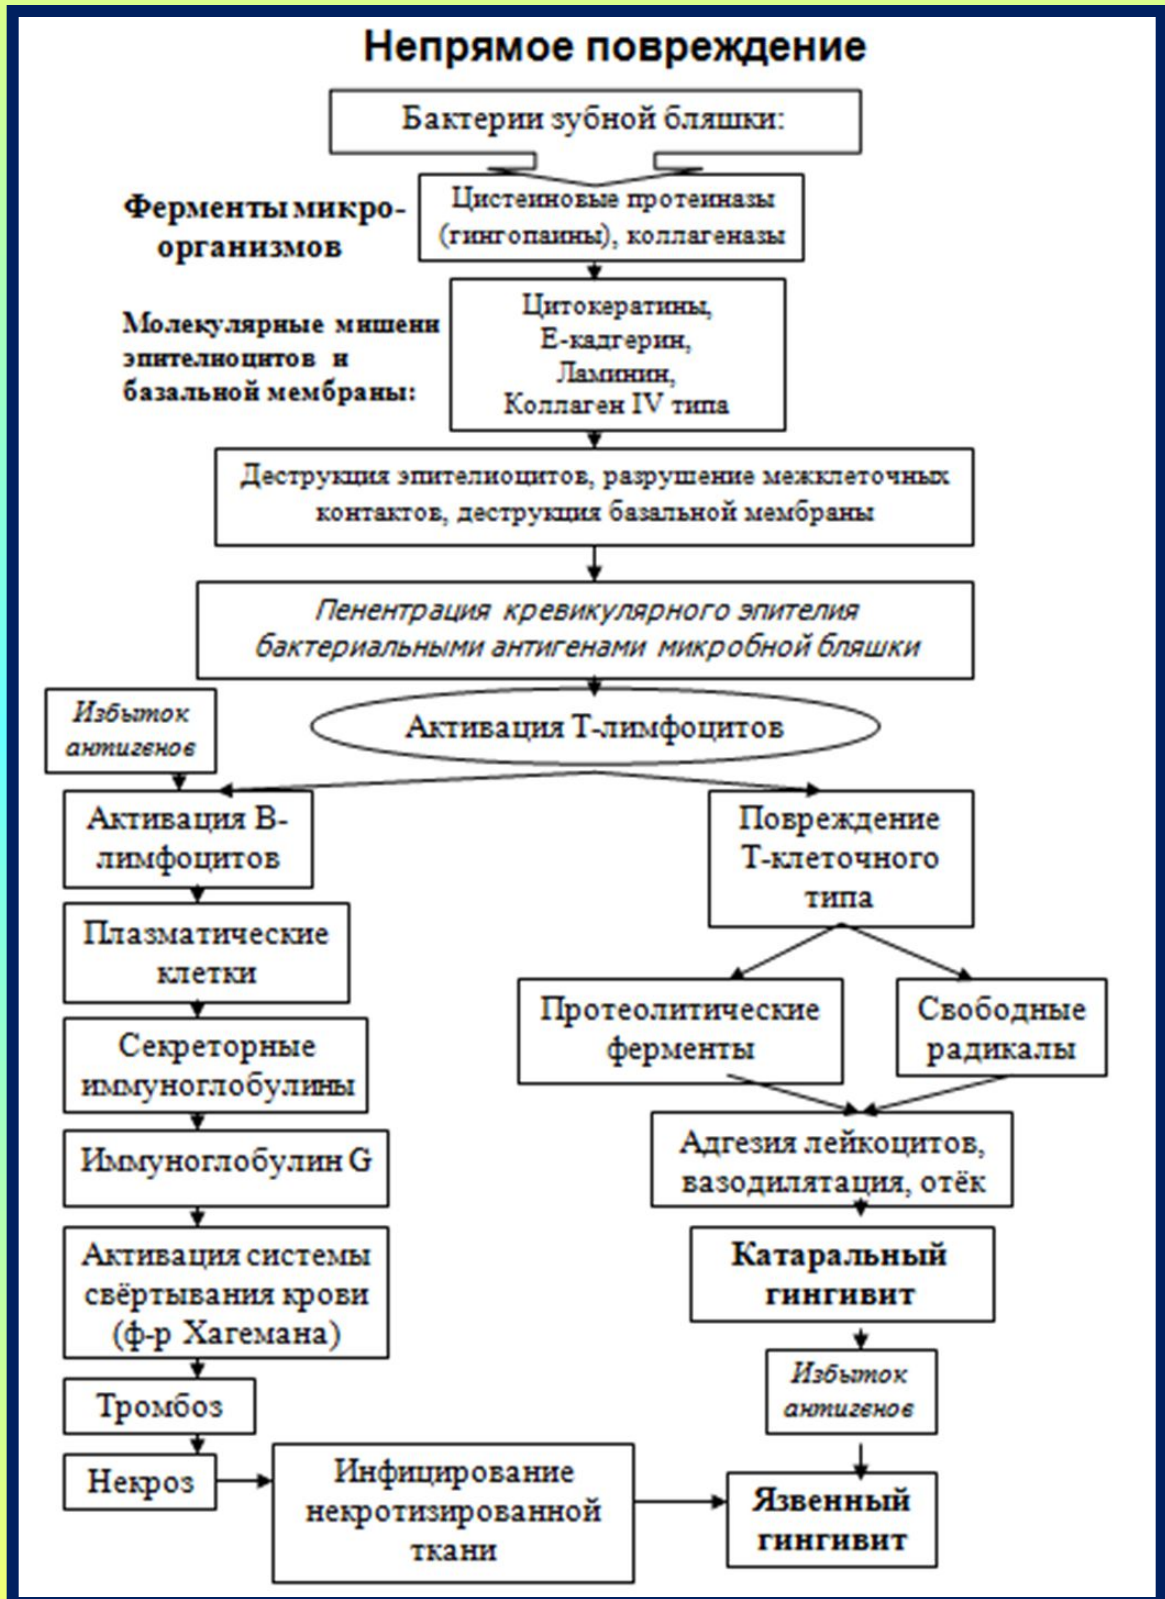 Непрямое повреждение
Бактерии зубной бляшки:
Ферменты микро-
организмов
Цистеиновые протеиназы
(гингопаины), коллагеназы
Молекулярные мишени
эпителиоцитов и
базальной мембраны:
Цитокератины,
Е-кадгерин,
Ламинин,
Коллаген IV типа
Деструкция эпителиоцитов, разрушение межклеточных
контактов, деструкция базальной мембраны
Пенентрация кревикулярного эпителия
бактериальными антигенами микробной бляшки
Избыток
антигенов
Активация Т-лимфоцитов
Активация В-
лимфоцитов
Плазматические
клетки
Секреторные
иммуноглобулины
Иммуноглобулин G
Активация системы
свёртывания крови
(ф-р Хагемана)
Тромбоз
Некроз
Инфицирование
некротизированной
ткани
Повреждение
Т-клеточного
типа
Протеолитические
ферменты
Свободные
радикалы
Адгезия лейкоцитов,
вазодилятация, отёк
Катаральный
гингивит
Избыток
антигенов
Язвенный
гингивит